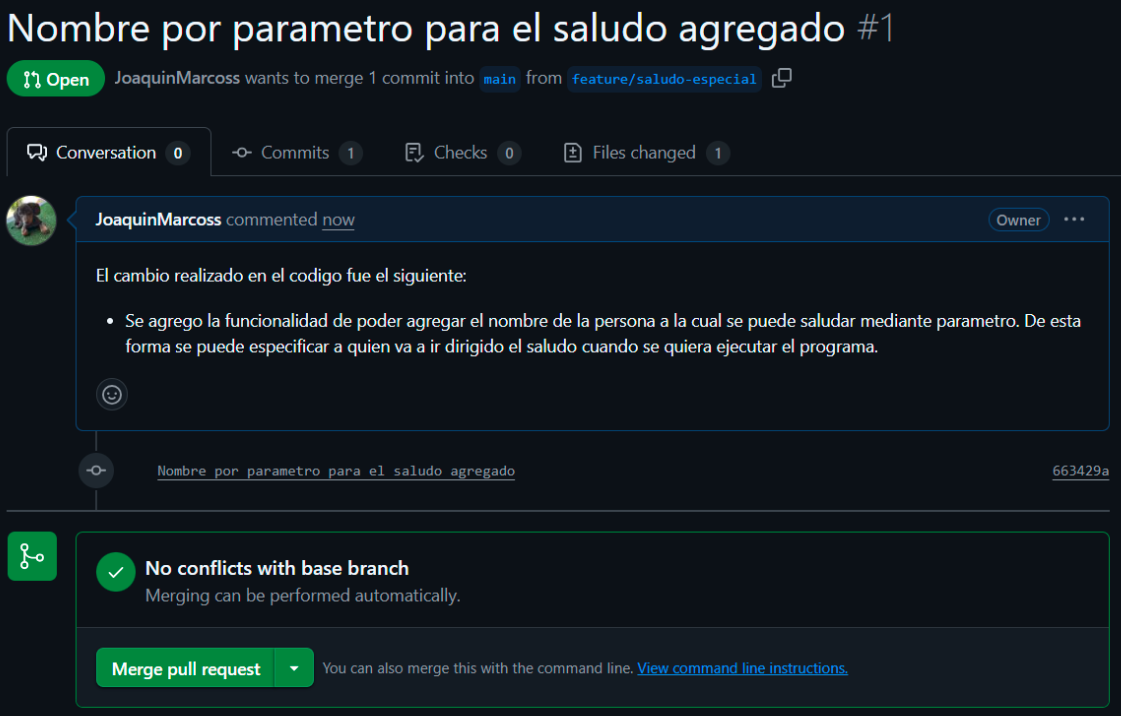 Nombre por parametro para el saludo agregado #1
Open JoaquinMarcoss wants to merge 1 commit into main from feature/saludo-especial
Conversation 0 Commits 1 Checks 0 Files changed 1
JoaquinMarcoss commented now Owner
El cambio realizado en el codigo fue el siguiente:
• Se agrego la funcionalidad de poder agregar el nombre de la persona a la cual se puede saludar mediante parametro. De esta
forma se puede especificar a quien va a ir dirigido el saludo cuando se quiera ejecutar el programa.
Nombre por parametro para el saludo agregado 663429a
No conflicts with base branch
Merging can be performed automatically.
Merge pull request You can also merge this with the command line. View command line instructions.